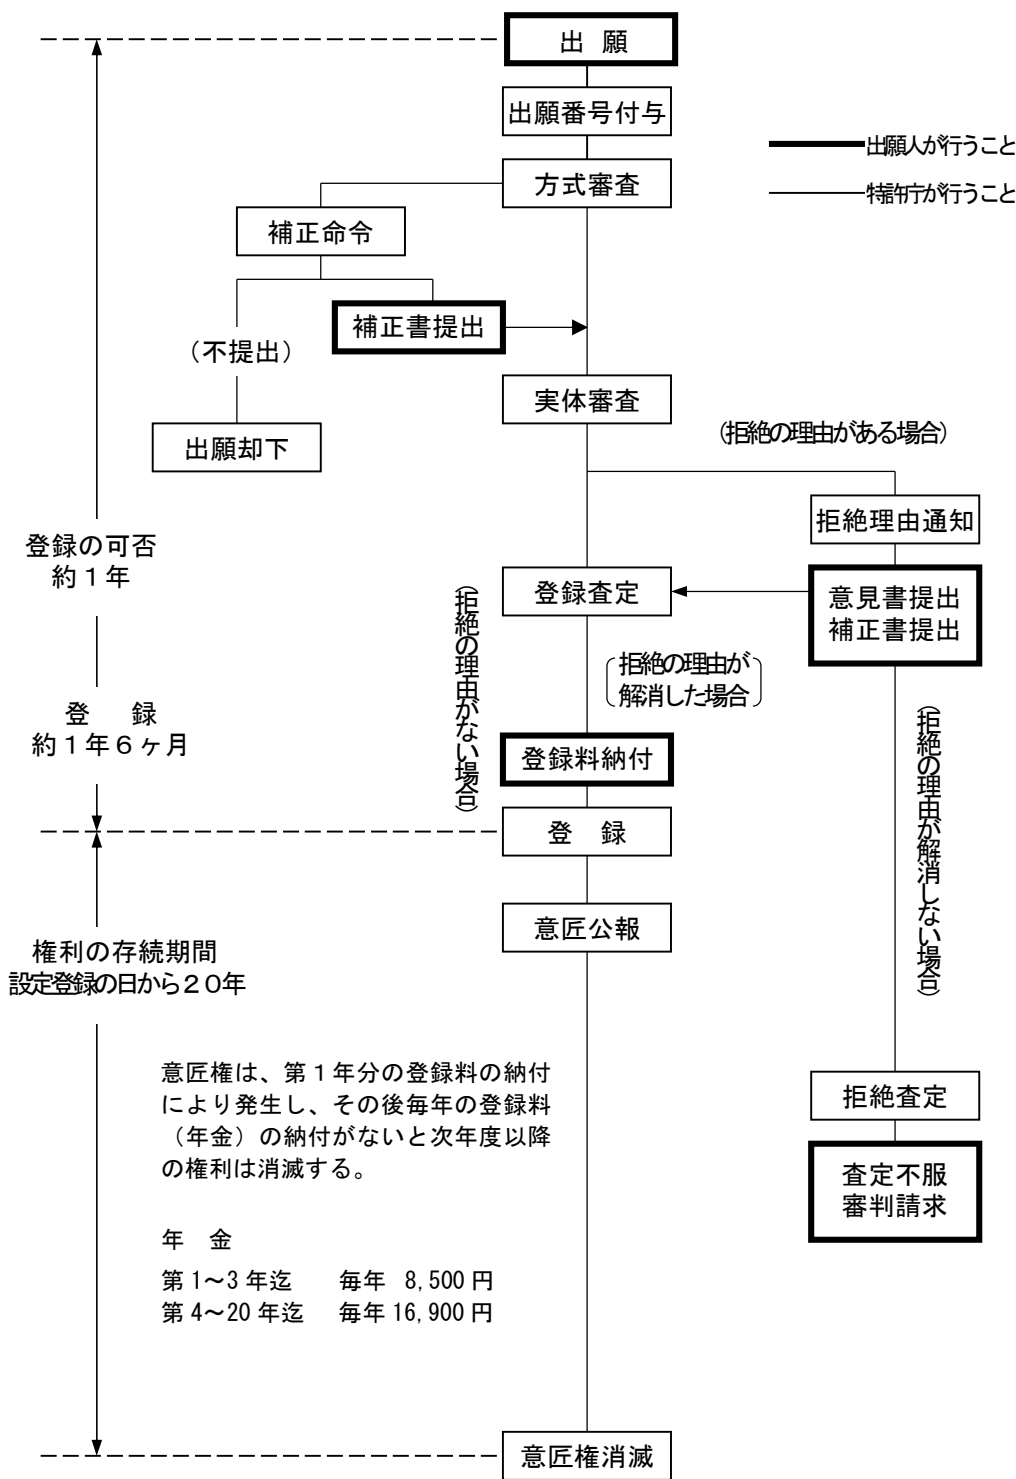 出 願
出願番号付与
出願人が行うこと
方式審査
特許庁が行うこと
補正命令
補正書提出
（不提出）
実体審査
出願却下
（拒絶の理由がある場合）
拒絶理由通知
登録の可否
約１年
登録査定
意見書提出
補正書提出
（拒絶の理由がない場合）
拒絶の理由が
解消した場合
登　録
約１年６ヶ月
登録料納付
（拒絶の理由が解消しない場合）
登　録
意匠公報
権利の存続期間
設定登録の日から２０年
意匠権は、第１年分の登録料の納付
により発生し、その後毎年の登録料
（年金）の納付がないと次年度以降
の権利は消滅する。
拒絶査定
査定不服
審判請求
年　金
第 1～3 年迄　毎年 8,500 円
第 4～20 年迄　毎年 16,900 円
意匠権消滅